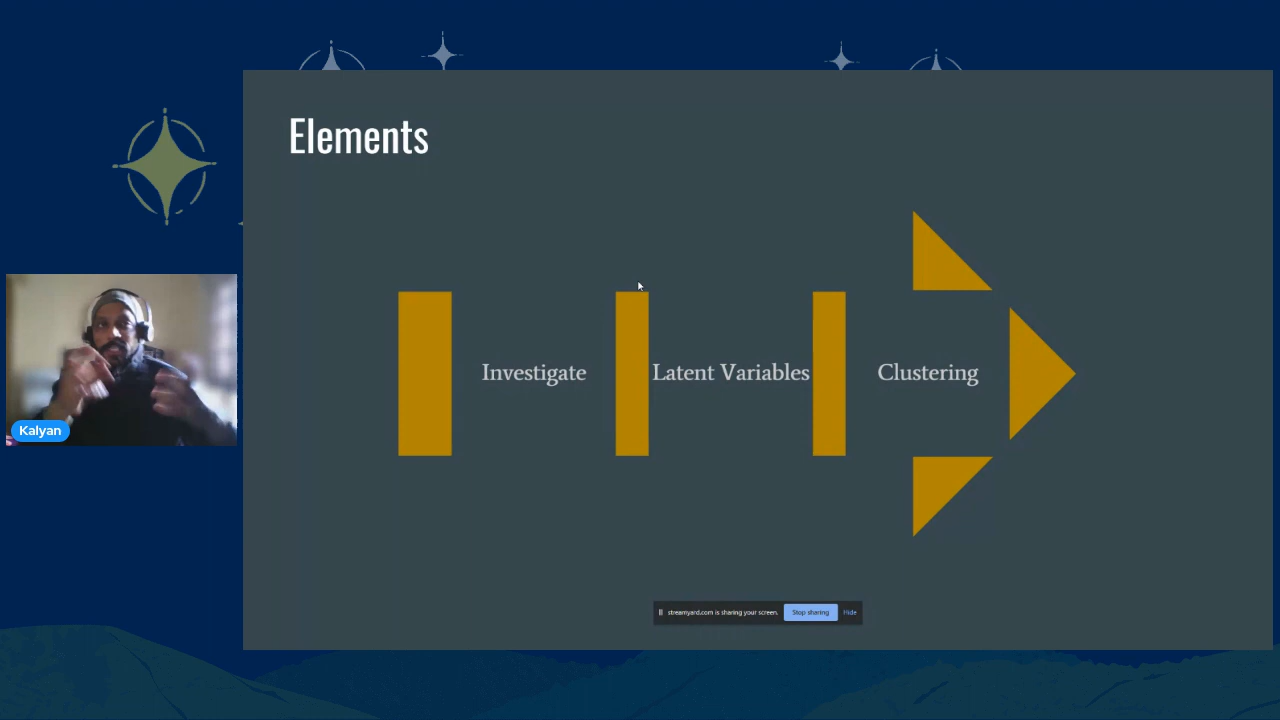 Elements
Investigate
Latent Variables
Clustering
Kalyan
streamyard.com is sharing your screen.
Stop sharing
Hide